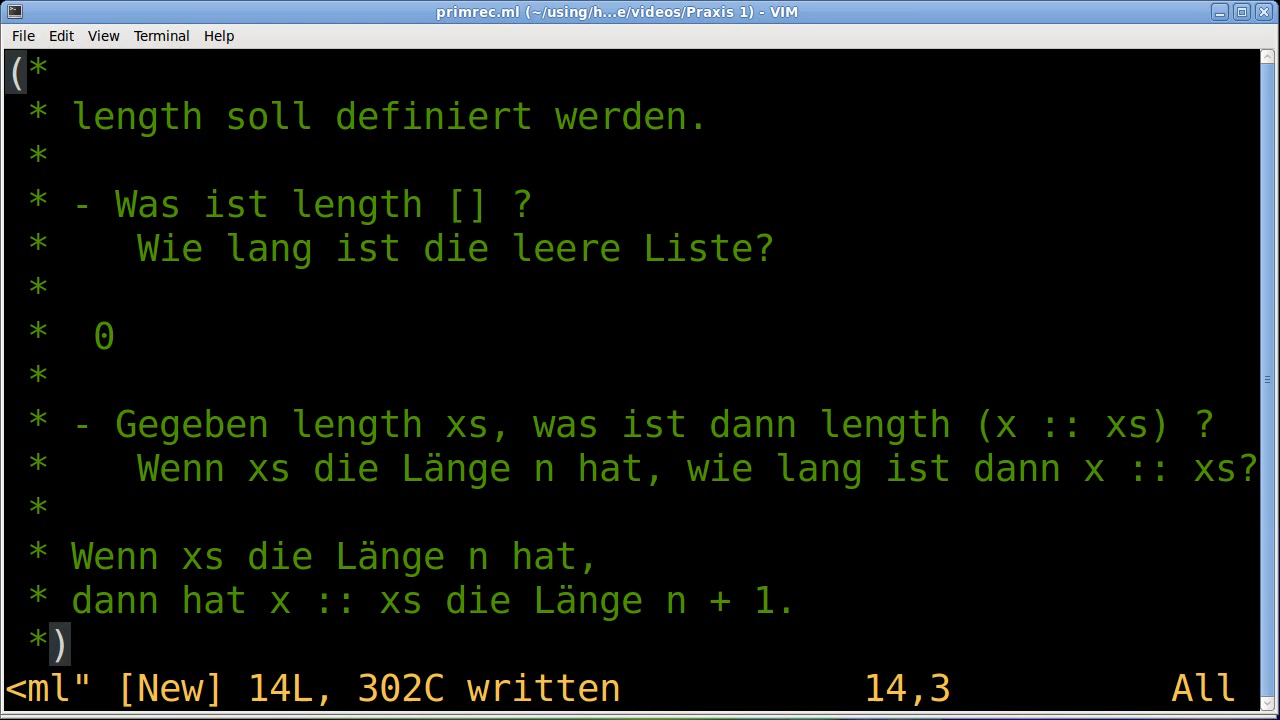 primrec.ml (~/using/h...e/videos/Praxis 1) - VIM
File Edit View Terminal Help
(*
 * length soll definiert werden.
 *
 * - Was ist length [] ?
 *    Wie lang ist die leere Liste?
 *
 *  0
 *
 * - Gegeben length xs, was ist dann length (x :: xs) ?
 *    Wenn xs die Länge n hat, wie lang ist dann x :: xs?
 *
 * Wenn xs die Länge n hat,
 * dann hat x :: xs die Länge n + 1.
 *)
<ml" [New] 14L, 302C written 14,3 All